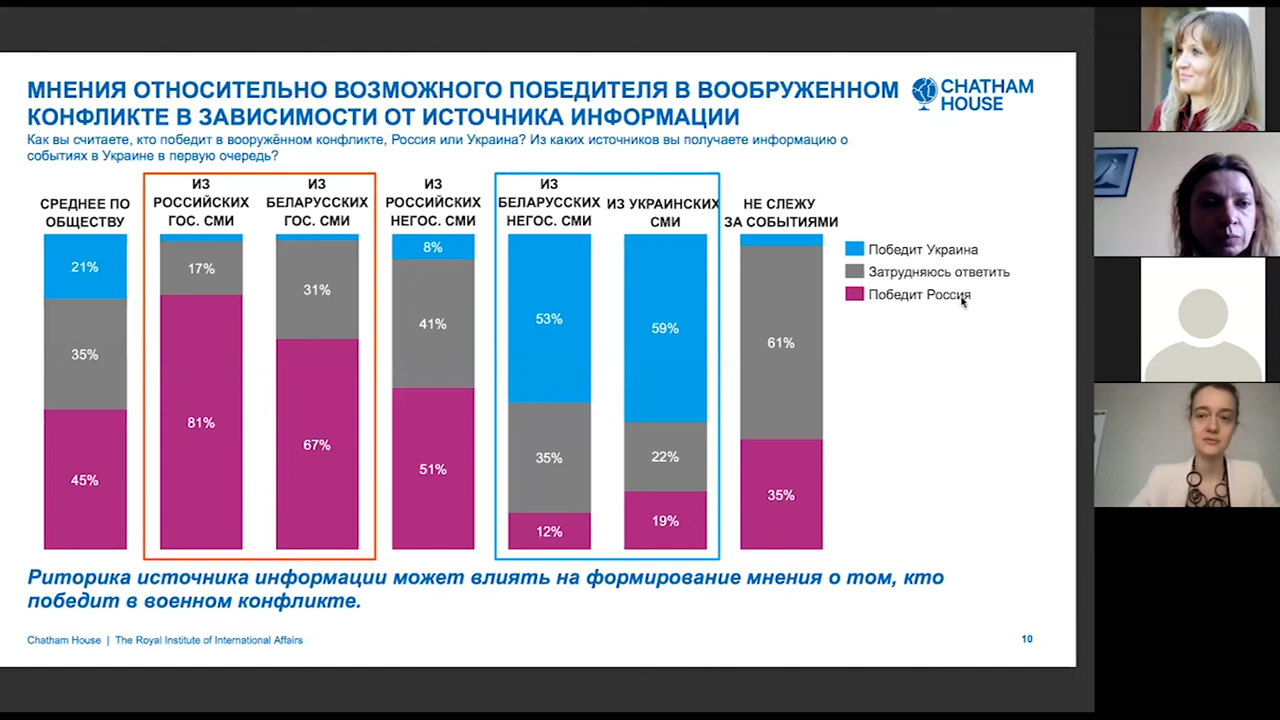 МНЕНИЯ ОТНОСИТЕЛЬНО ВОЗМОЖНОГО ПОБЕДИТЕЛЯ В ВООБРУЖЕННОМ
КОНФЛИКТЕ В ЗАВИСИМОСТИ ОТ ИСТОЧНИКА ИНФОРМАЦИИ
CHATHAM
HOUSE
Как вы считаете, кто победит в вооружённом конфликте, Россия или Украина? Из каких источников вы получаете информацию о
событиях в Украине в первую очередь?
СРЕДНЕЕ ПО
ОБЩЕСТВУ
21%
35%
45%
ИЗ
РОССИЙСКИХ
ГОС. СМИ
17%
81%
ИЗ
БЕЛАРУССКИХ
ГОС. СМИ
31%
67%
ИЗ
РОССИЙСКИХ
НЕГОС. СМИ
8%
41%
51%
ИЗ
БЕЛАРУССКИХ
НЕГОС. СМИ
53%
35%
12%
ИЗ УКРАИНСКИХ
СМИ
59%
22%
19%
НЕ СЛЕЖУ
ЗА СОБЫТИЯМИ
61%
35%
Победит Украина
Затрудняюсь ответить
Победит Россия
Риторика источника информации может влиять на формирование мнения о том, кто
победит в военном конфликте.
Chatham House | The Royal Institute of International Affairs
10